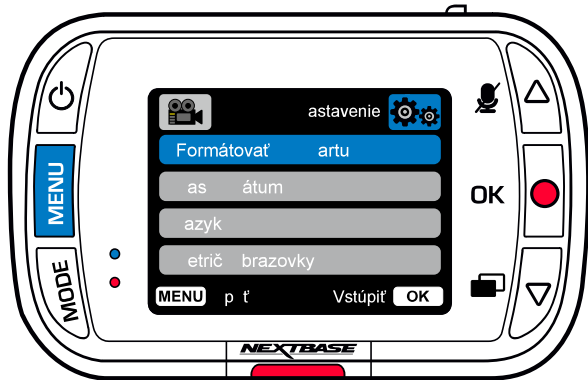 astavenie
Formátovať artu
as átum
azyk
etrič brazovky
MENU p ť Vstúpiť OK
MENU
MODE
OK
NEXTBASE